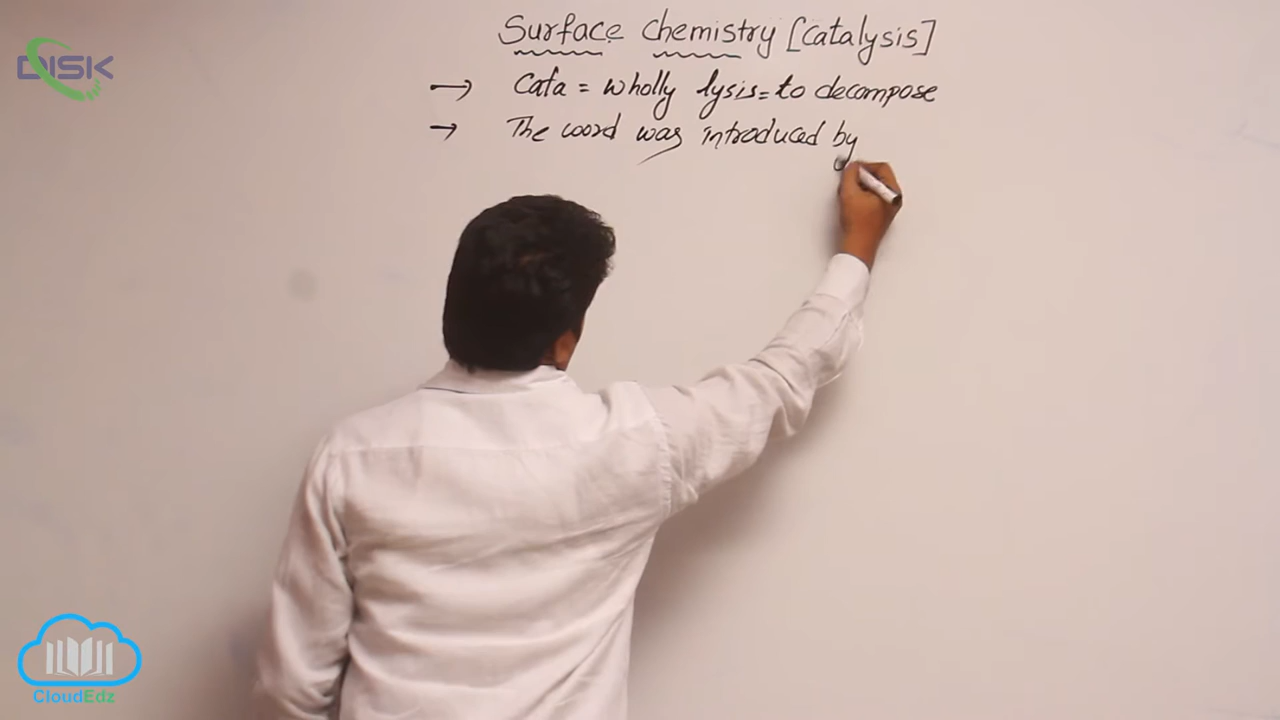 DISK
Surface chemistry [Catalysis]
→ Cata = wholly lysis = to decompose
→ The word was introduced by
CloudEdz